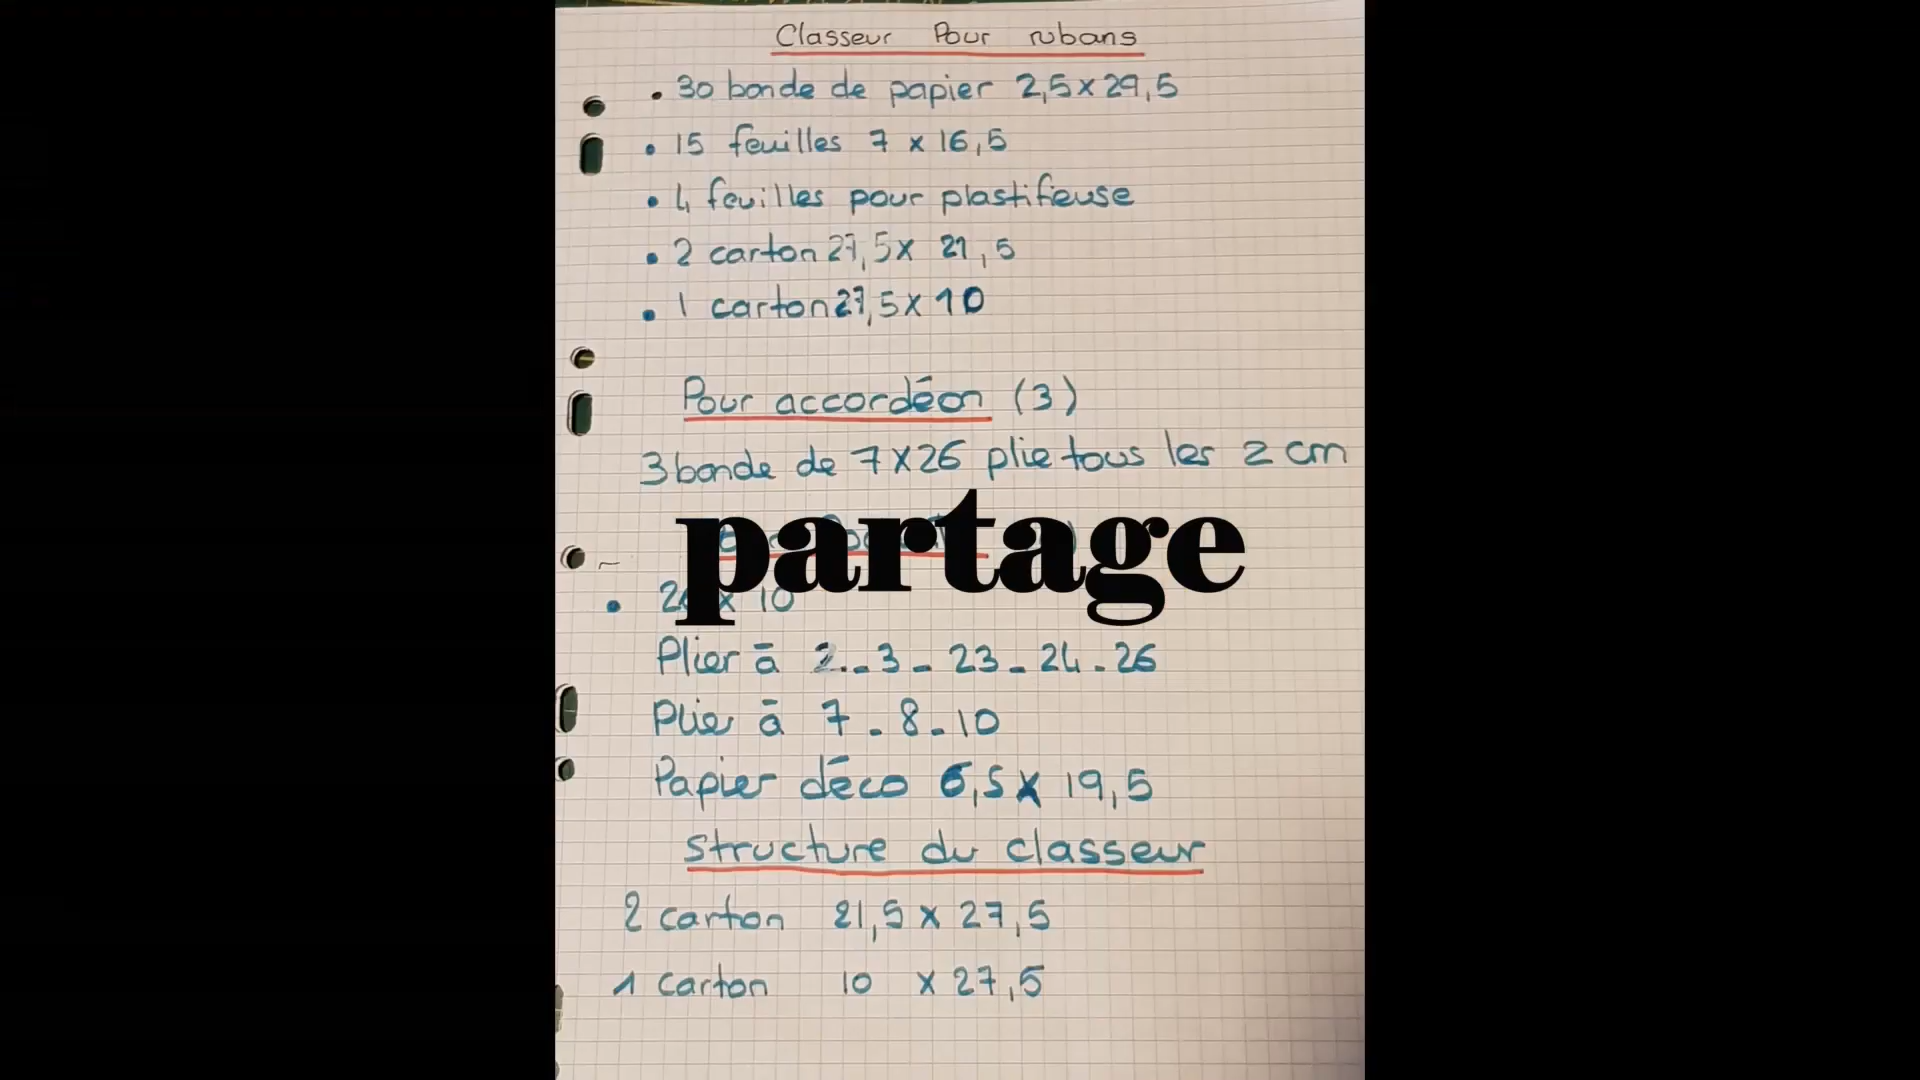 Classeur Pour rubans
• 30 bande de papier 2,5 x 29,5
• 15 feuilles 7 x 16,5
• 4 feuilles pour plastifieuse
• 2 carton 27,5 x 21,5
• 1 carton 27,5 x 10
Pour accordéon (3)
3 bande de 7 x 26 plie tous les 2 cm
partage
• x 10
Plier à 2 - 3 - 23 - 24 - 26
Plier à 7 - 8 - 10
Papier déco 6,5 x 19,5
Structure du classeur
2 carton 21,5 x 27,5
1 carton 10 x 27,5